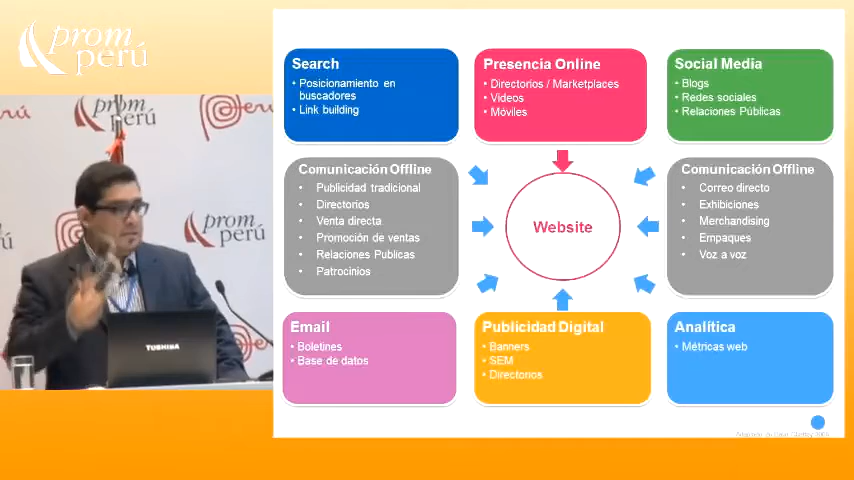 prom
perú
prom
perú
Perú
prom
perú
TOSHIBA
Search
• Posicionamiento en
buscadores
• Link building
Presencia Online
• Directorios / Marketplaces
• Videos
• Móviles
Social Media
• Blogs
• Redes sociales
• Relaciones Públicas
Comunicación Offline
• Publicidad tradicional
• Directorios
• Venta directa
• Promoción de ventas
• Relaciones Publicas
• Patrocinios
Website
Comunicación Offline
• Correo directo
• Exhibiciones
• Merchandising
• Empaques
• Voz a voz
Email
• Boletines
• Base de datos
Publicidad Digital
• Banners
• SEM
• Directorios
Analítica
• Métricas web